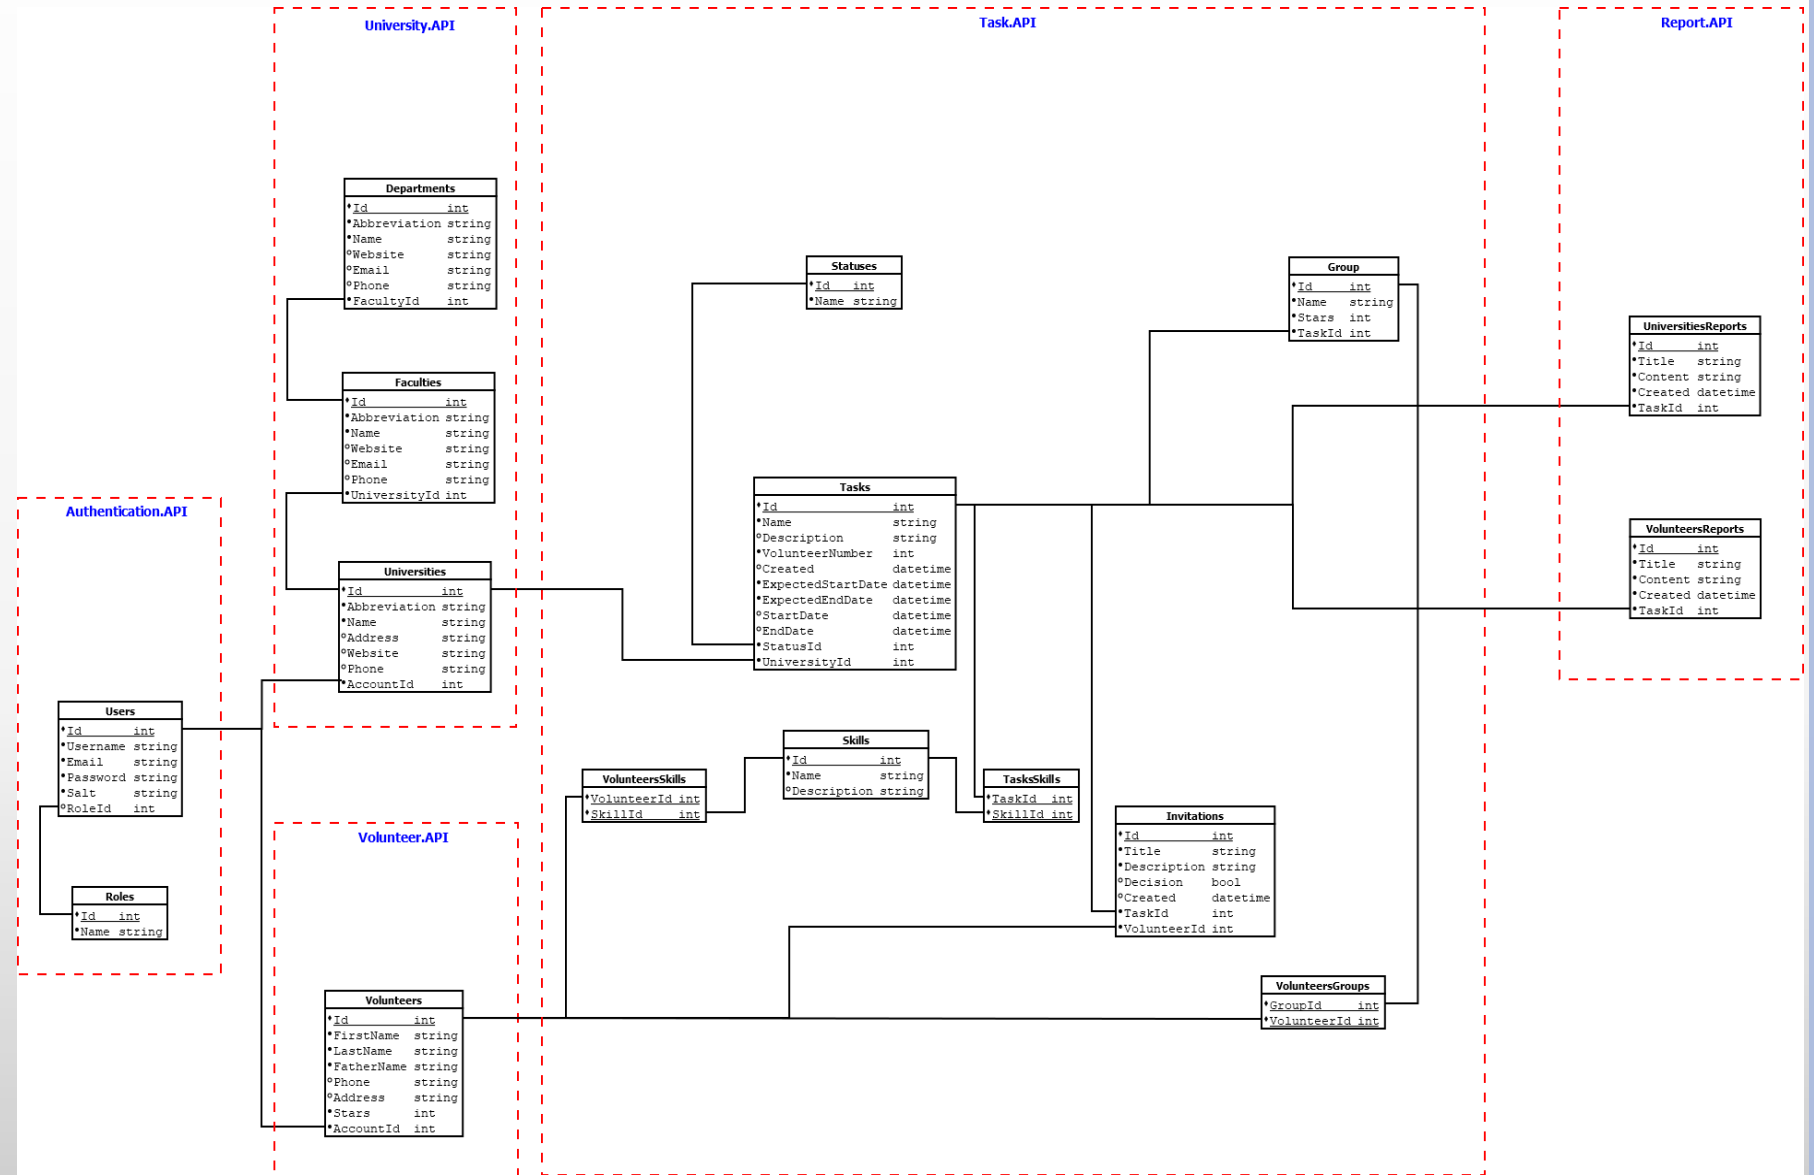 University.API
Task.API
Report.API
Departments
Id int
Abbreviation string
Name string
Website string
Email string
Phone string
FacultyId int
Faculties
Id int
Abbreviation string
Name string
Website string
Email string
Phone string
UniversityId int
Universities
Id int
Abbreviation string
Name string
Address string
Website string
Phone string
AccountId int
Authentication.API
Users
Id int
Username string
Email string
Password string
Salt string
RoleId int
Roles
Id int
Name string
Volunteer.API
Volunteers
Id int
FirstName string
LastName string
FatherName string
Phone string
Address string
Stars int
AccountId int
Statuses
Id int
Name string
Group
Id int
Name string
Stars int
TaskId int
Tasks
Id int
Name string
Description string
VolunteerNumber int
Created datetime
ExpectedStartDate datetime
ExpectedEndDate datetime
StartDate datetime
EndDate datetime
StatusId int
UniversityId int
VolunteersSkills
VolunteerId int
SkillId int
Skills
Id int
Name string
Description string
TasksSkills
TaskId int
SkillId int
Invitations
Id int
Title string
Description string
Decision bool
Created datetime
TaskId int
VolunteerId int
VolunteersGroups
GroupId int
VolunteerId int
UniversitiesReports
Id int
Title string
Content string
Created datetime
TaskId int
VolunteersReports
Id int
Title string
Content string
Created datetime
TaskId int